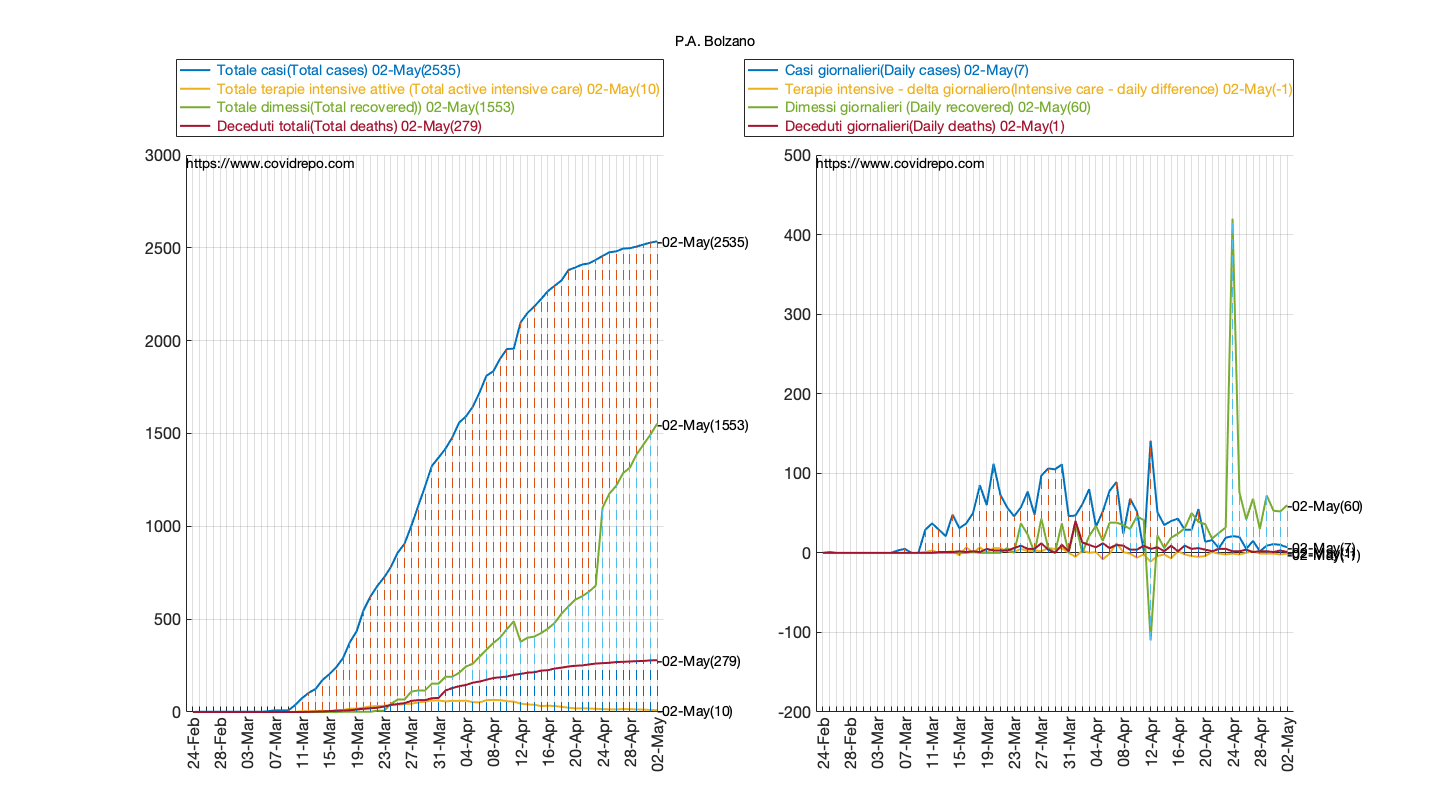 P.A. Bolzano
Totale casi(Total cases) 02-May(2535)
Totale terapie intensive attive (Total active intensive care) 02-May(10)
Totale dimessi(Total recovered)) 02-May(1553)
Deceduti totali(Total deaths) 02-May(279)
3000
https://www.covidrepo.com
2500
02-May(2535)
2000
1500
02-May(1553)
1000
500
02-May(279)
0
02-May(10)
24-Feb
28-Feb
03-Mar
07-Mar
11-Mar
15-Mar
19-Mar
23-Mar
27-Mar
31-Mar
04-Apr
08-Apr
12-Apr
16-Apr
20-Apr
24-Apr
28-Apr
02-May
Casi giornalieri(Daily cases) 02-May(7)
Terapie intensive - delta giornaliero(Intensive care - daily difference) 02-May(-1)
Dimessi giornalieri (Daily recovered) 02-May(60)
Deceduti giornalieri(Daily deaths) 02-May(1)
500
https://www.covidrepo.com
400
300
200
100
02-May(60)
02-May(7)
0
-100
-200
24-Feb
28-Feb
03-Mar
07-Mar
11-Mar
15-Mar
19-Mar
23-Mar
27-Mar
31-Mar
04-Apr
08-Apr
12-Apr
16-Apr
20-Apr
24-Apr
28-Apr
02-May